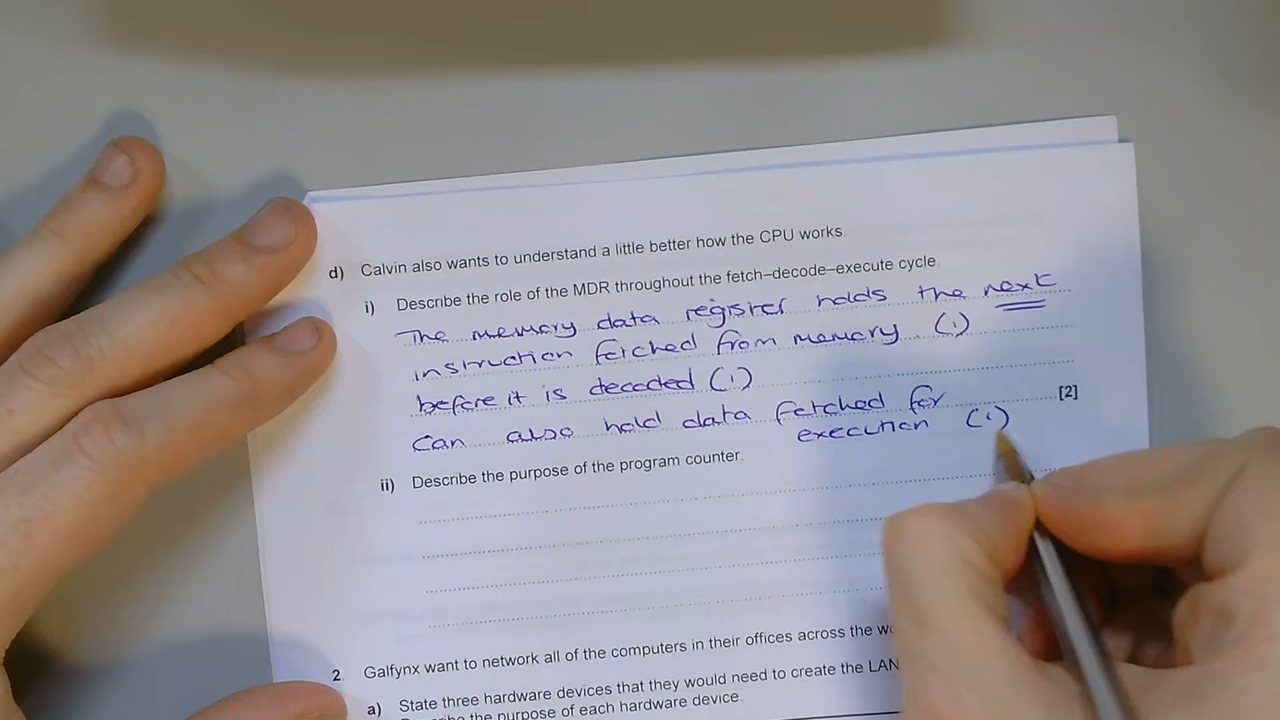 d) Calvin also wants to understand a little better how the CPU works.
i) Describe the role of the MDR throughout the fetch–decode–execute cycle
The memory data register holds the next
instruction fetched from memory (1)
before it is decoded (1)
[2]
can also hold data fetched for
execution (1)
ii) Describe the purpose of the program counter.
2. Galfynx want to network all of the computers in their offices across the
a) State three hardware devices that they would need to create the LAN
the purpose of each hardware device.